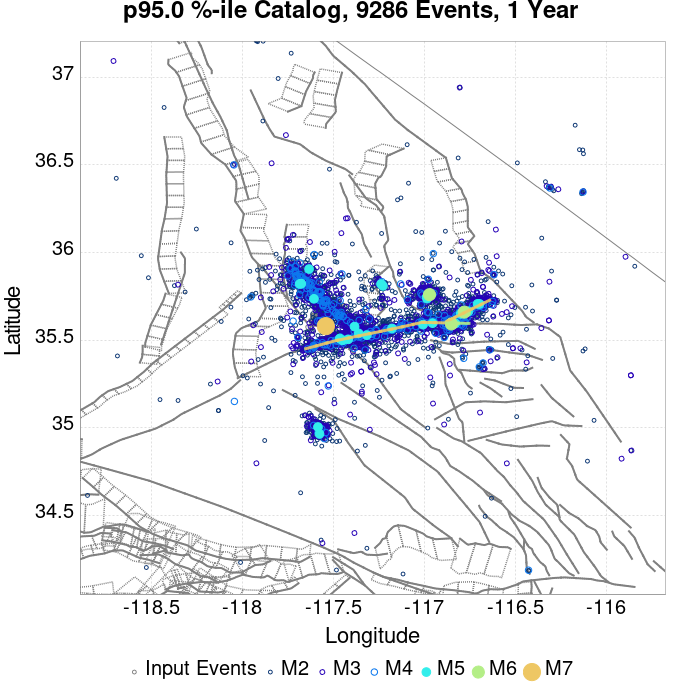 p95.0 %-ile Catalog, 9286 Events, 1 Year
37
36.5
36
35.5
35
34.5
Latitude
-118.5 -118 -117.5 -117 -116.5 -116
Longitude
Input Events M2 M3 M4 M5 M6 M7